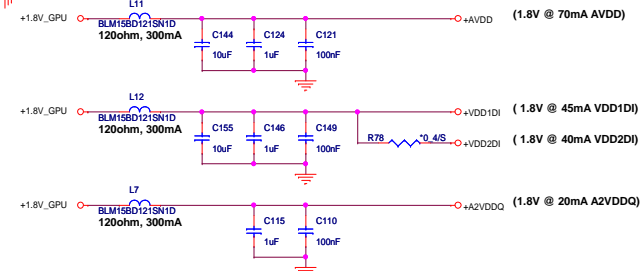 L11
+1.8V_GPU
+AVDD
(1.8V @ 70mA AVDD)
BLM15BD121SN1D
120ohm, 300mA
C144
C124
C121
10uF
1uF
100nF
L12
+1.8V_GPU
+VDD1DI
( 1.8V @ 45mA VDD1DI)
BLM15BD121SN1D
120ohm, 300mA
C155
C146
C149
R78
*0_4/S
+VDD2DI
( 1.8V @ 40mA VDD2DI)
10uF
1uF
100nF
L7
+1.8V_GPU
+A2VDDQ
(1.8V @ 20mA A2VDDQ)
BLM15BD121SN1D
120ohm, 300mA
C115
C110
1uF
100nF